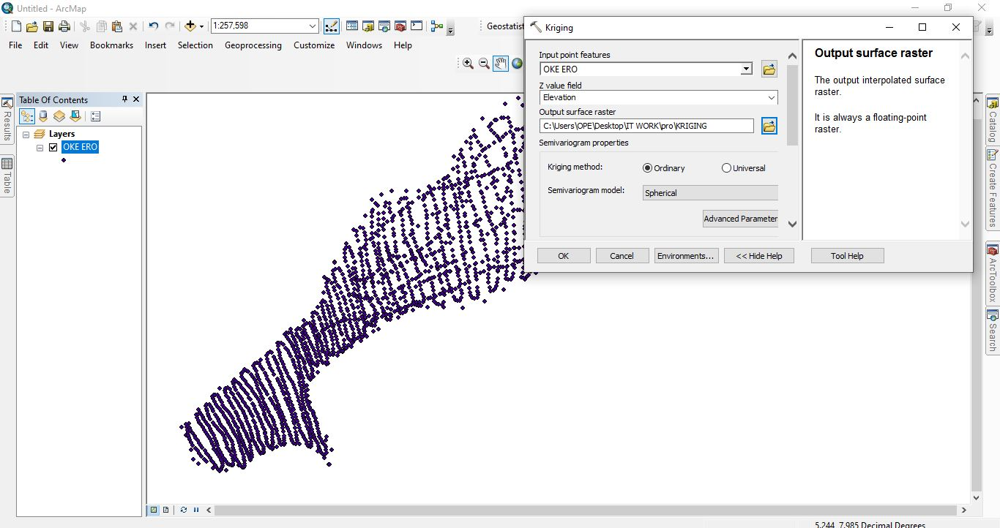 Untitled - ArcMap
1:257,598
Geostatist
File Edit View Bookmarks Insert Selection Geoprocessing Customize Windows Help
Table Of Contents
Layers
OKE ERO
Results
Table
Kriging
Input point features
OKE ERO
Z value field
Elevation
Output surface raster
C:\Users\OPE\Desktop\IT WORK\pro\KRIGING
Semivariogram properties
Kriging method:
Ordinary
Universal
Semivariogram model:
Spherical
Advanced Parameter
OK
Cancel
Environments...
<< Hide Help
Tool Help
Output surface raster
The output interpolated surface
raster.
It is always a floating-point
raster.
Catalog
Create Features
ArcToolbox
Search
5.244 7.985 Decimal Degrees